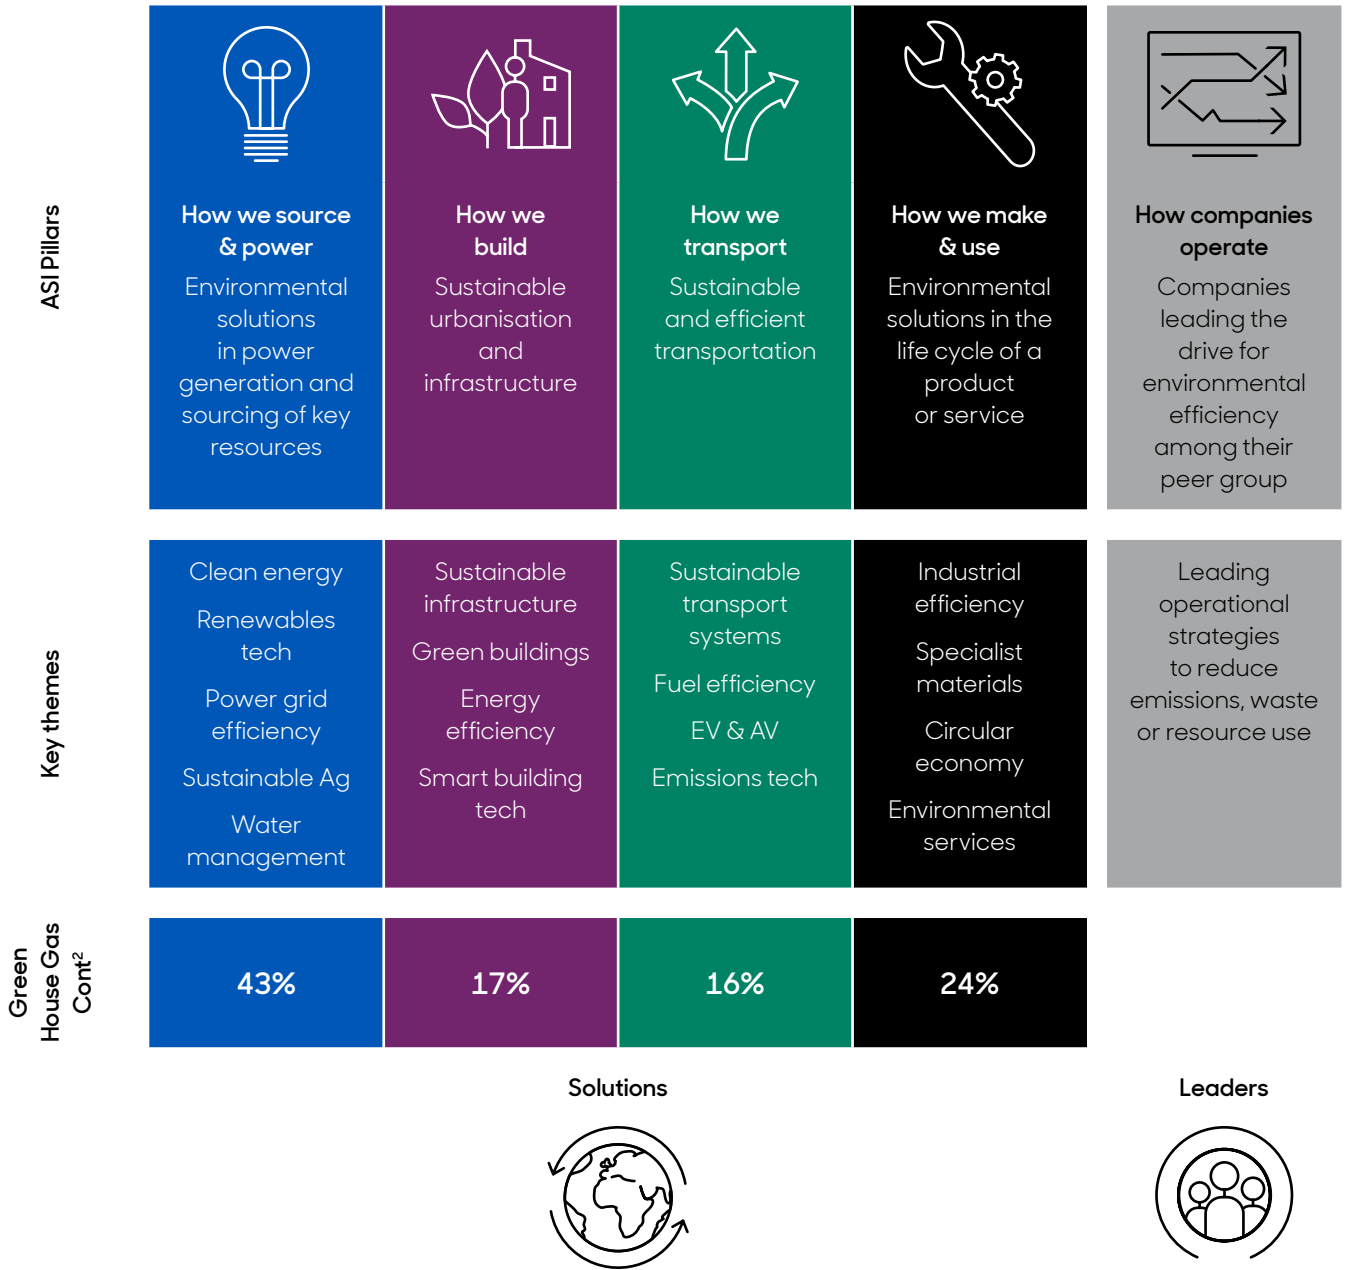 ASI Pillars
How we source
& power
Environmental
solutions
in power
generation and
sourcing of key
resources
How we
build
Sustainable
urbanisation
and
infrastructure
How we
transport
Sustainable
and efficient
transportation
How we make
& use
Environmental
solutions in the
life cycle of a
product
or service
How companies
operate
Companies
leading the
drive for
environmental
efficiency
among their
peer group
Key themes
Clean energy
Renewables
tech
Power grid
efficiency
Sustainable Ag
Water
management
Sustainable
infrastructure
Green buildings
Energy
efficiency
Smart building
tech
Sustainable
transport
systems
Fuel efficiency
EV & AV
Emissions tech
Industrial
efficiency
Specialist
materials
Circular
economy
Environmental
services
Leading
operational
strategies
to reduce
emissions, waste
or resource use
Green
House Gas
Cont²
43%
17%
16%
24%
Solutions
Leaders